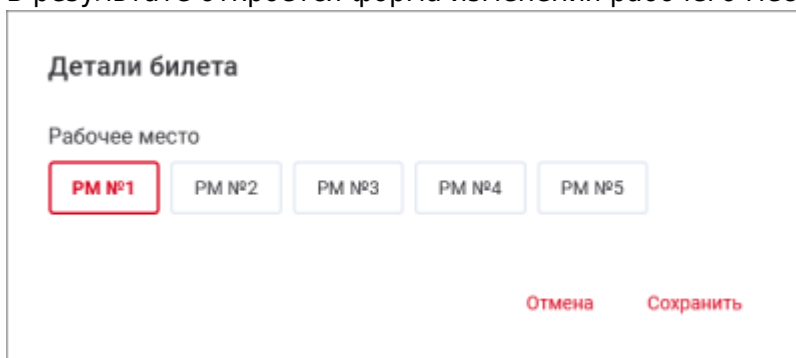 Детали билета
Рабочее место
РМ №1 РМ №2 РМ №3 РМ №4 РМ №5
Отмена Сохранить